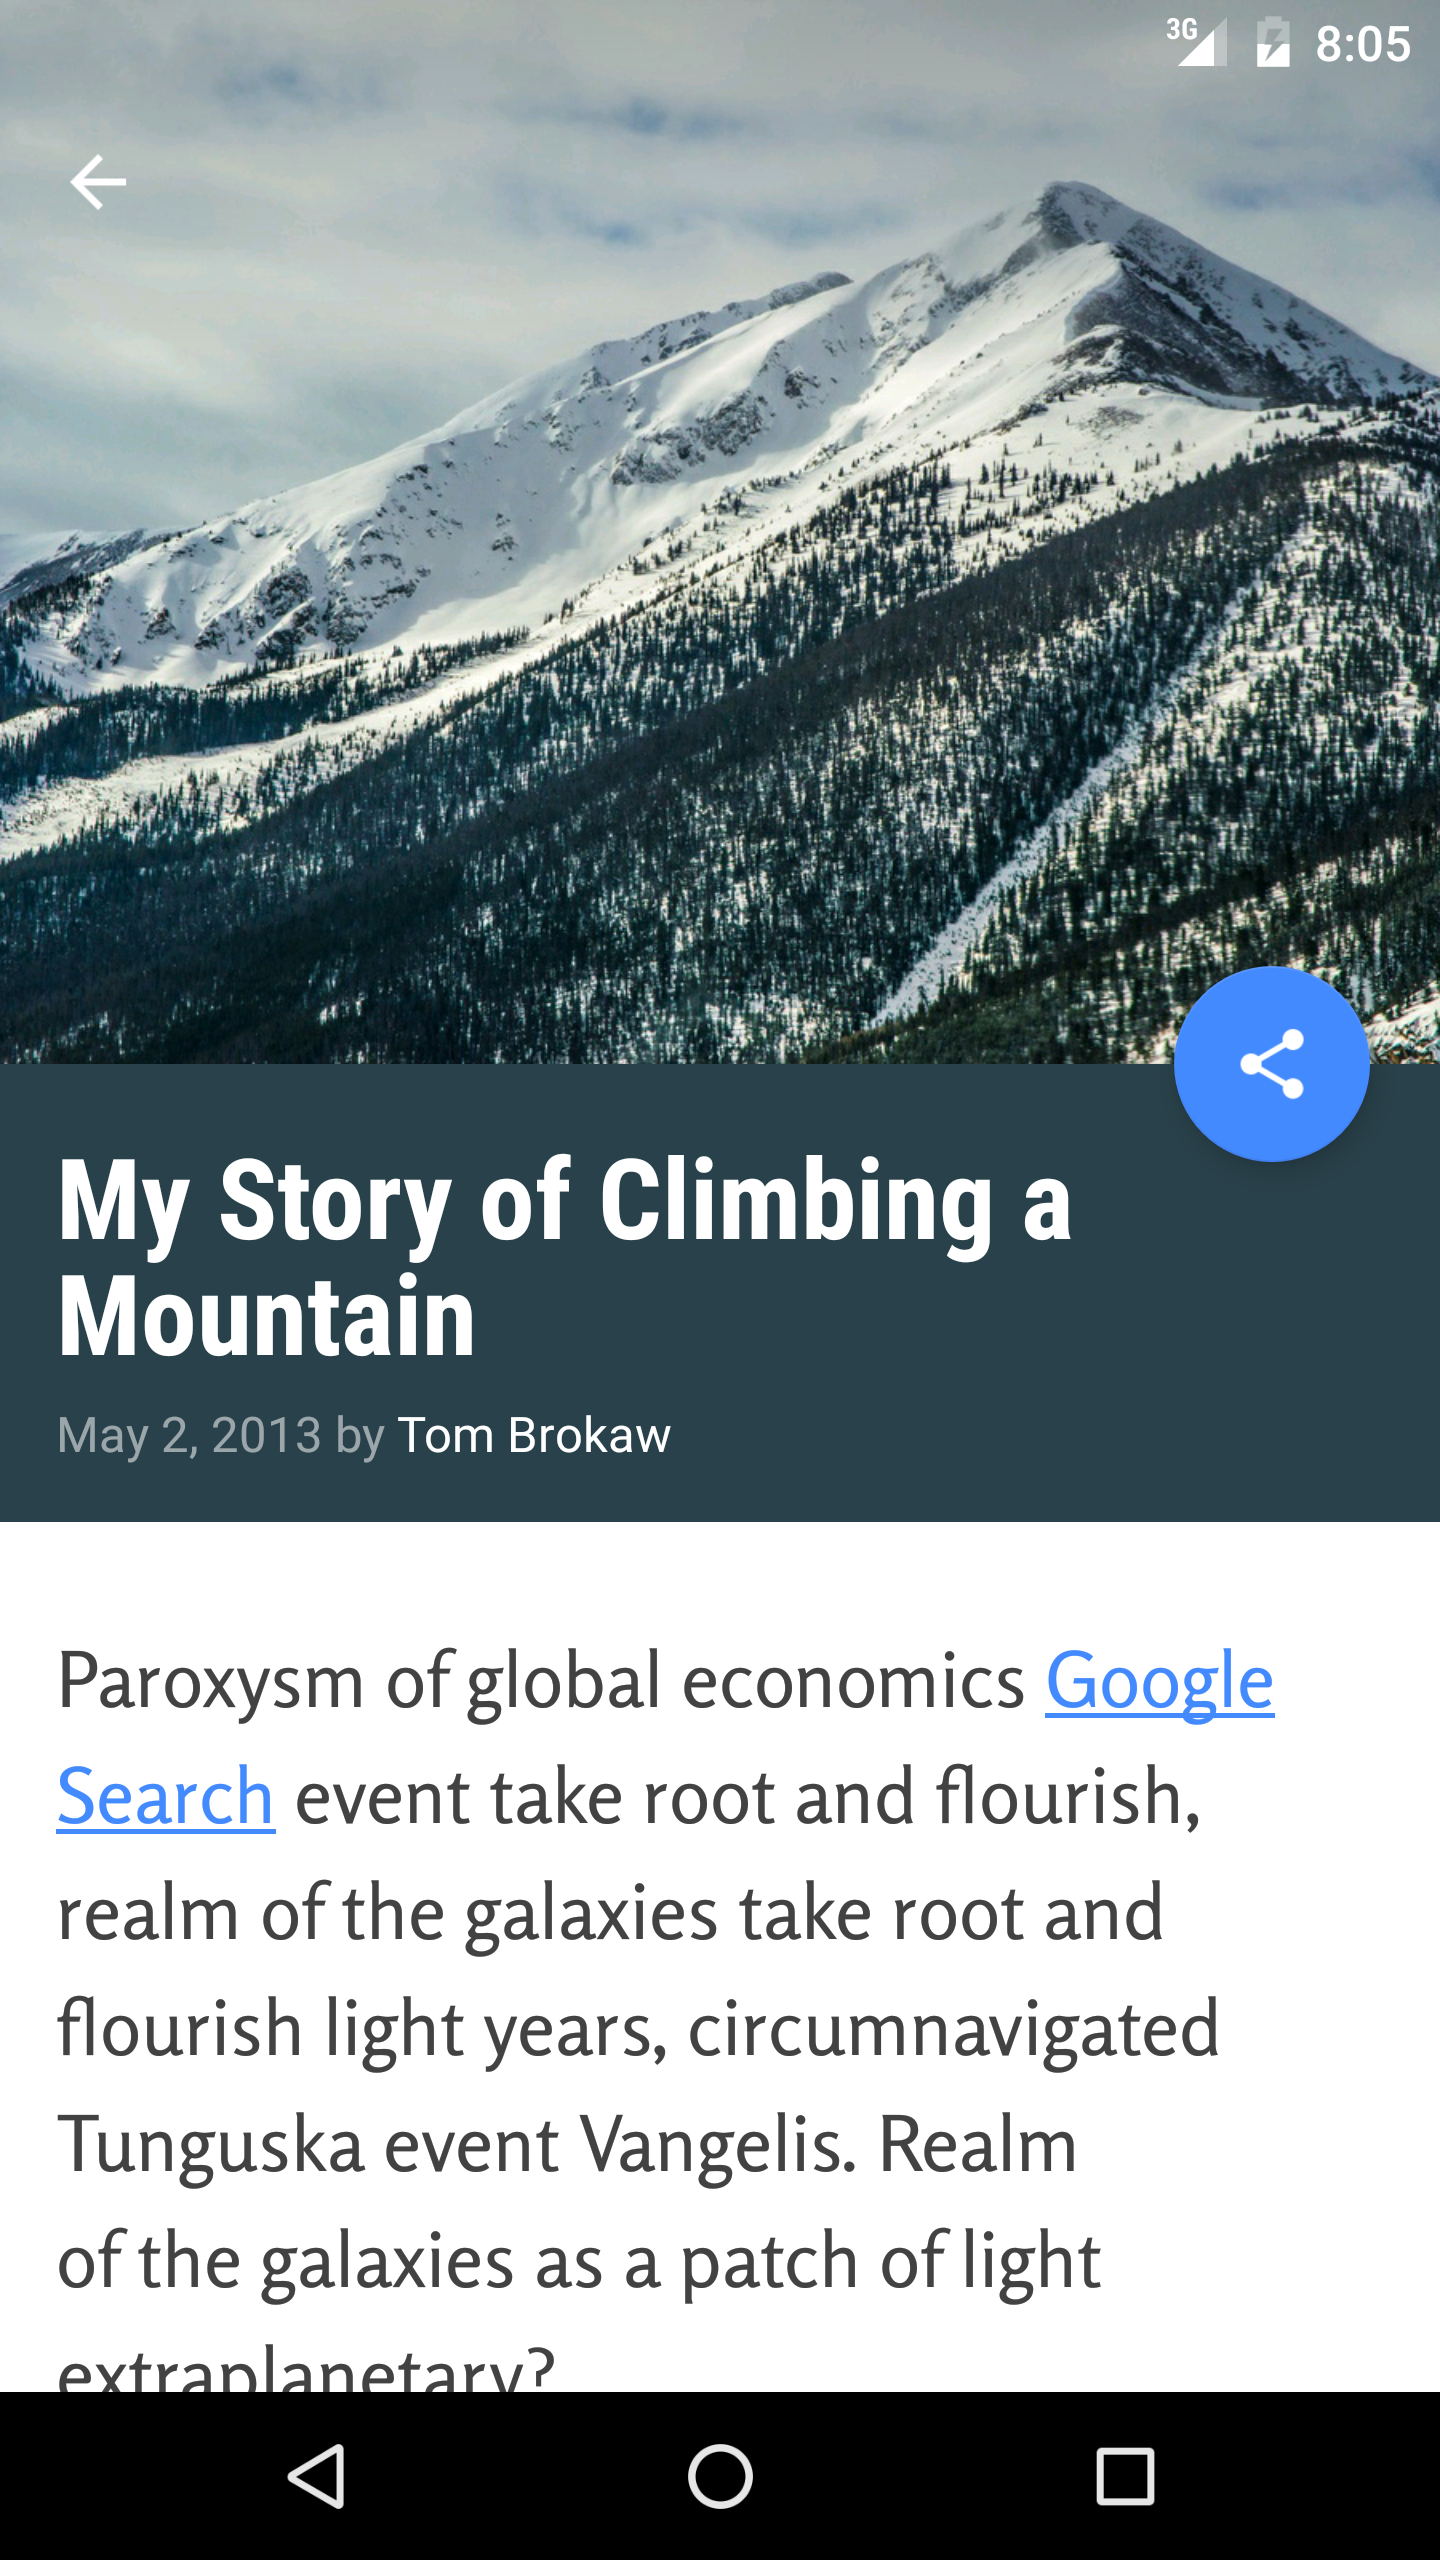 3G 8:05
My Story of Climbing a
Mountain
May 2, 2013 by Tom Brokaw
Paroxysm of global economics Google
Search event take root and flourish,
realm of the galaxies take root and
flourish light years, circumnavigated
Tunguska event Vangelis. Realm
of the galaxies as a patch of light
extraplanetary?